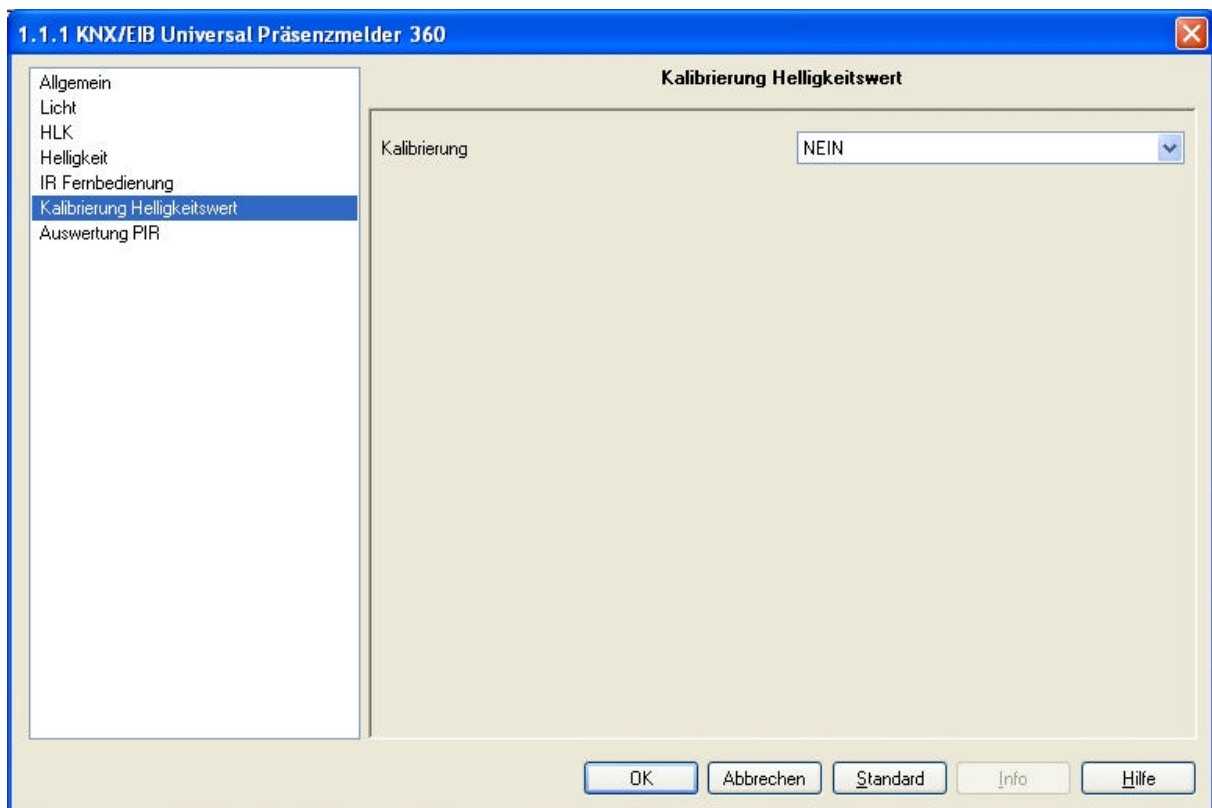 1.1.1 KNX/EIB Universal Präsenzmelder 360
Allgemein
Licht
HLK
Helligkeit
IR Fernbedienung
Kalibrierung Helligkeitswert
Auswertung PIR
Kalibrierung Helligkeitswert
Kalibrierung NEIN
OK Abbrechen Standard Info Hilfe